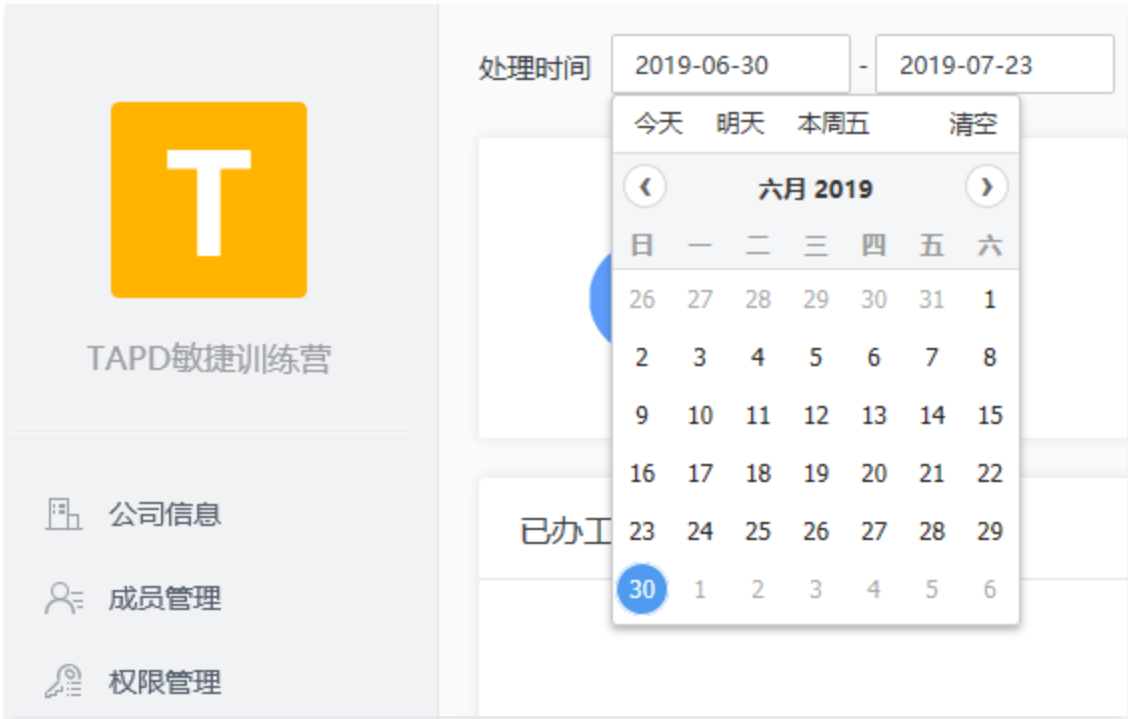 处理时间 2019-06-30 - 2019-07-23
今天 明天 本周五 清空
‹ 六月 2019 ›
日 一 二 三 四 五 六
26 27 28 29 30 31 1
2 3 4 5 6 7 8
9 10 11 12 13 14 15
16 17 18 19 20 21 22
23 24 25 26 27 28 29
30 1 2 3 4 5 6
T
TAPD敏捷训练营
公司信息
成员管理
权限管理
已办工